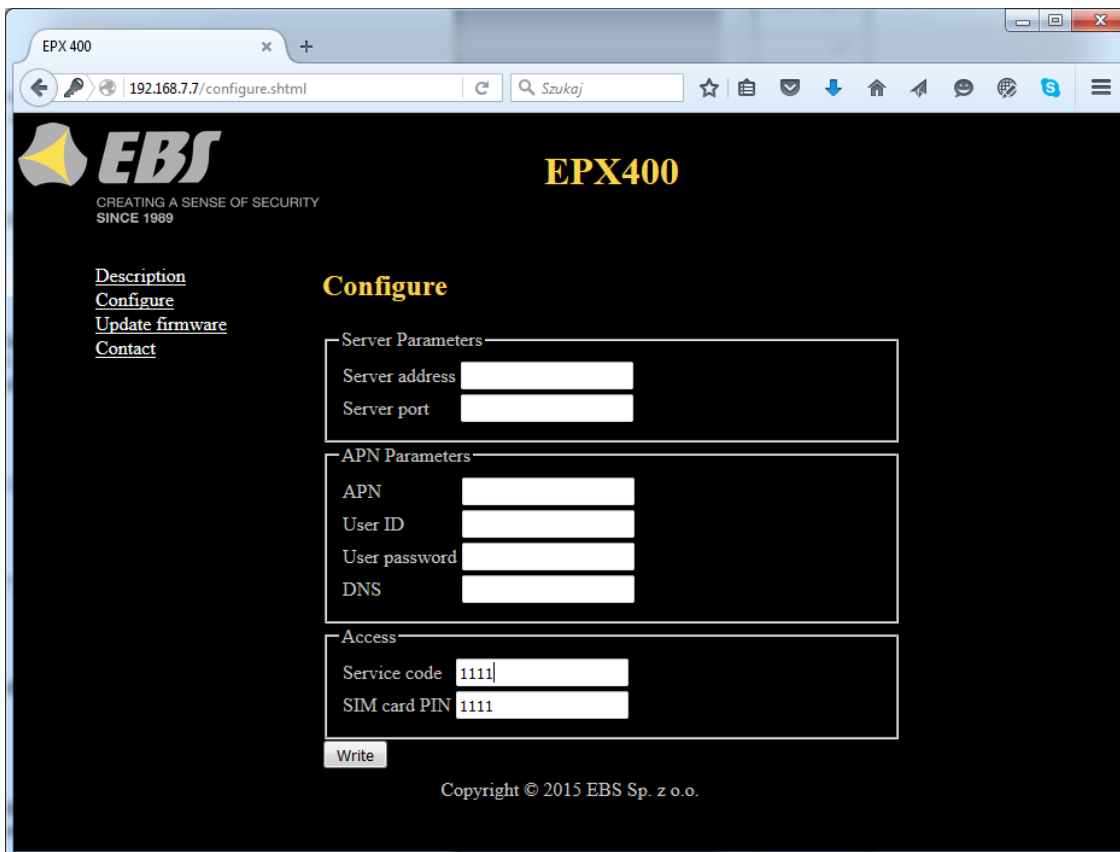 EPX 400
192.168.7.7/configure.shtml
Szukaj
EBS
CREATING A SENSE OF SECURITY
SINCE 1989
EPX400
Description
Configure
Update firmware
Contact
Configure
Server Parameters
Server address
Server port
APN Parameters
APN
User ID
User password
DNS
Access
Service code 1111
SIM card PIN 1111
Write
Copyright © 2015 EBS Sp. z o.o.